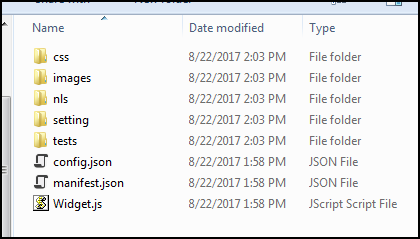 Name Date modified Type
css 8/22/2017 2:03 PM File folder
images 8/22/2017 2:03 PM File folder
nls 8/22/2017 2:03 PM File folder
setting 8/22/2017 2:03 PM File folder
tests 8/22/2017 2:03 PM File folder
config.json 8/22/2017 1:58 PM JSON File
manifest.json 8/22/2017 1:58 PM JSON File
Widget.js 8/22/2017 1:58 PM JScript Script File